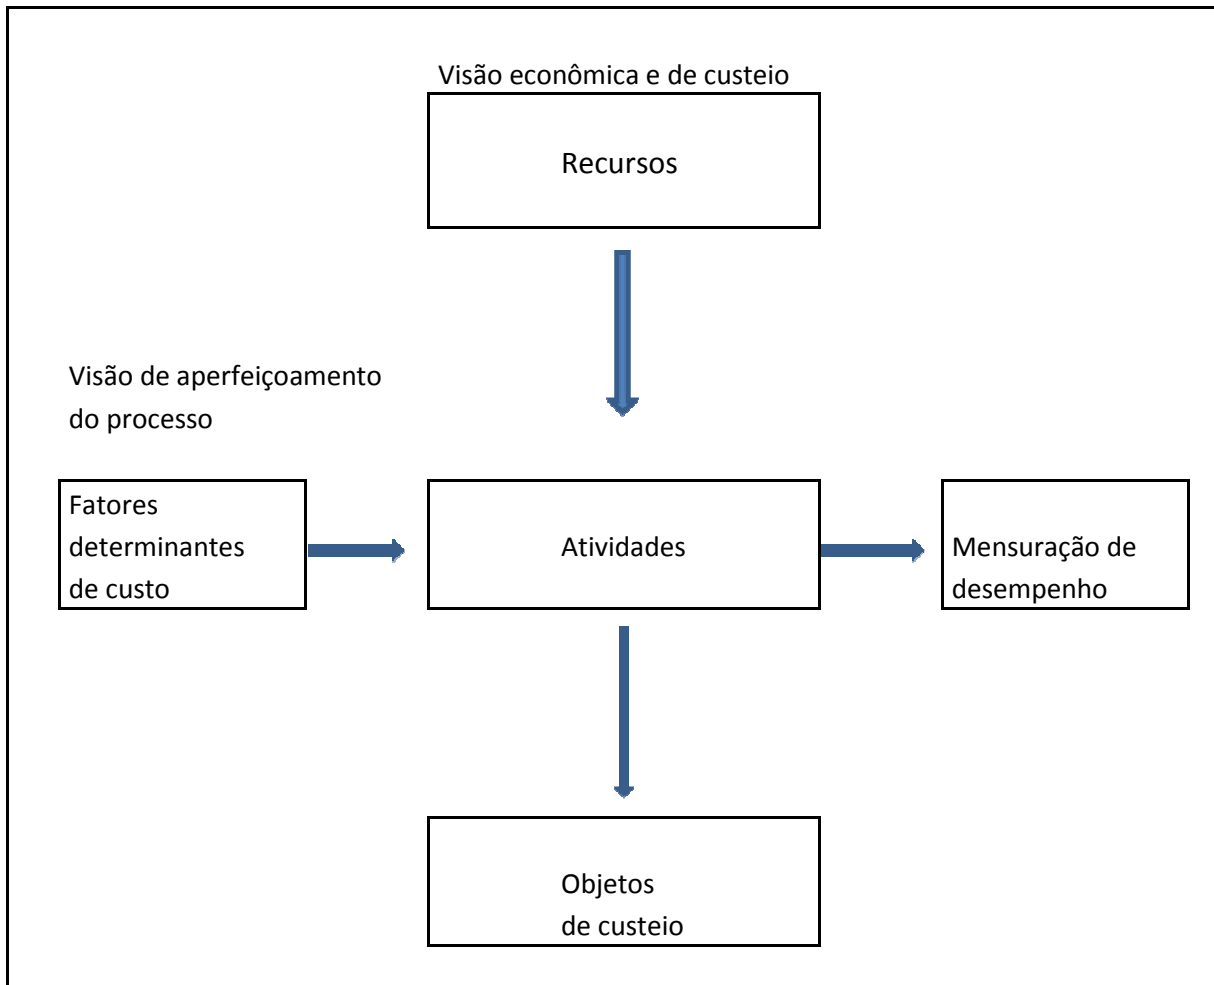 Visão econômica e de custeio
Recursos
Visão de aperfeiçoamento
do processo
Fatores
determinantes
de custo
Atividades
Mensuração de
desempenho
Objetos
de custeio